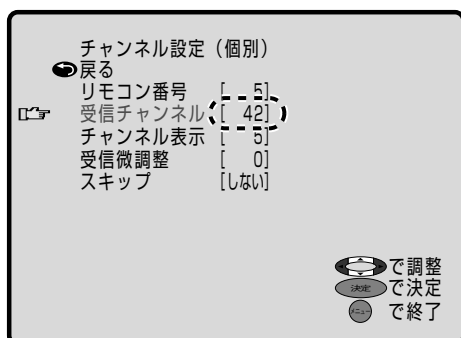 チャンネル設定（個別）
戻る
リモコン番号 [ 5]
受信チャンネル [ 42]
チャンネル表示 [ 5]
受信微調整 [ 0]
スキップ [しない]
で調整
決定 で決定
メニュー で終了